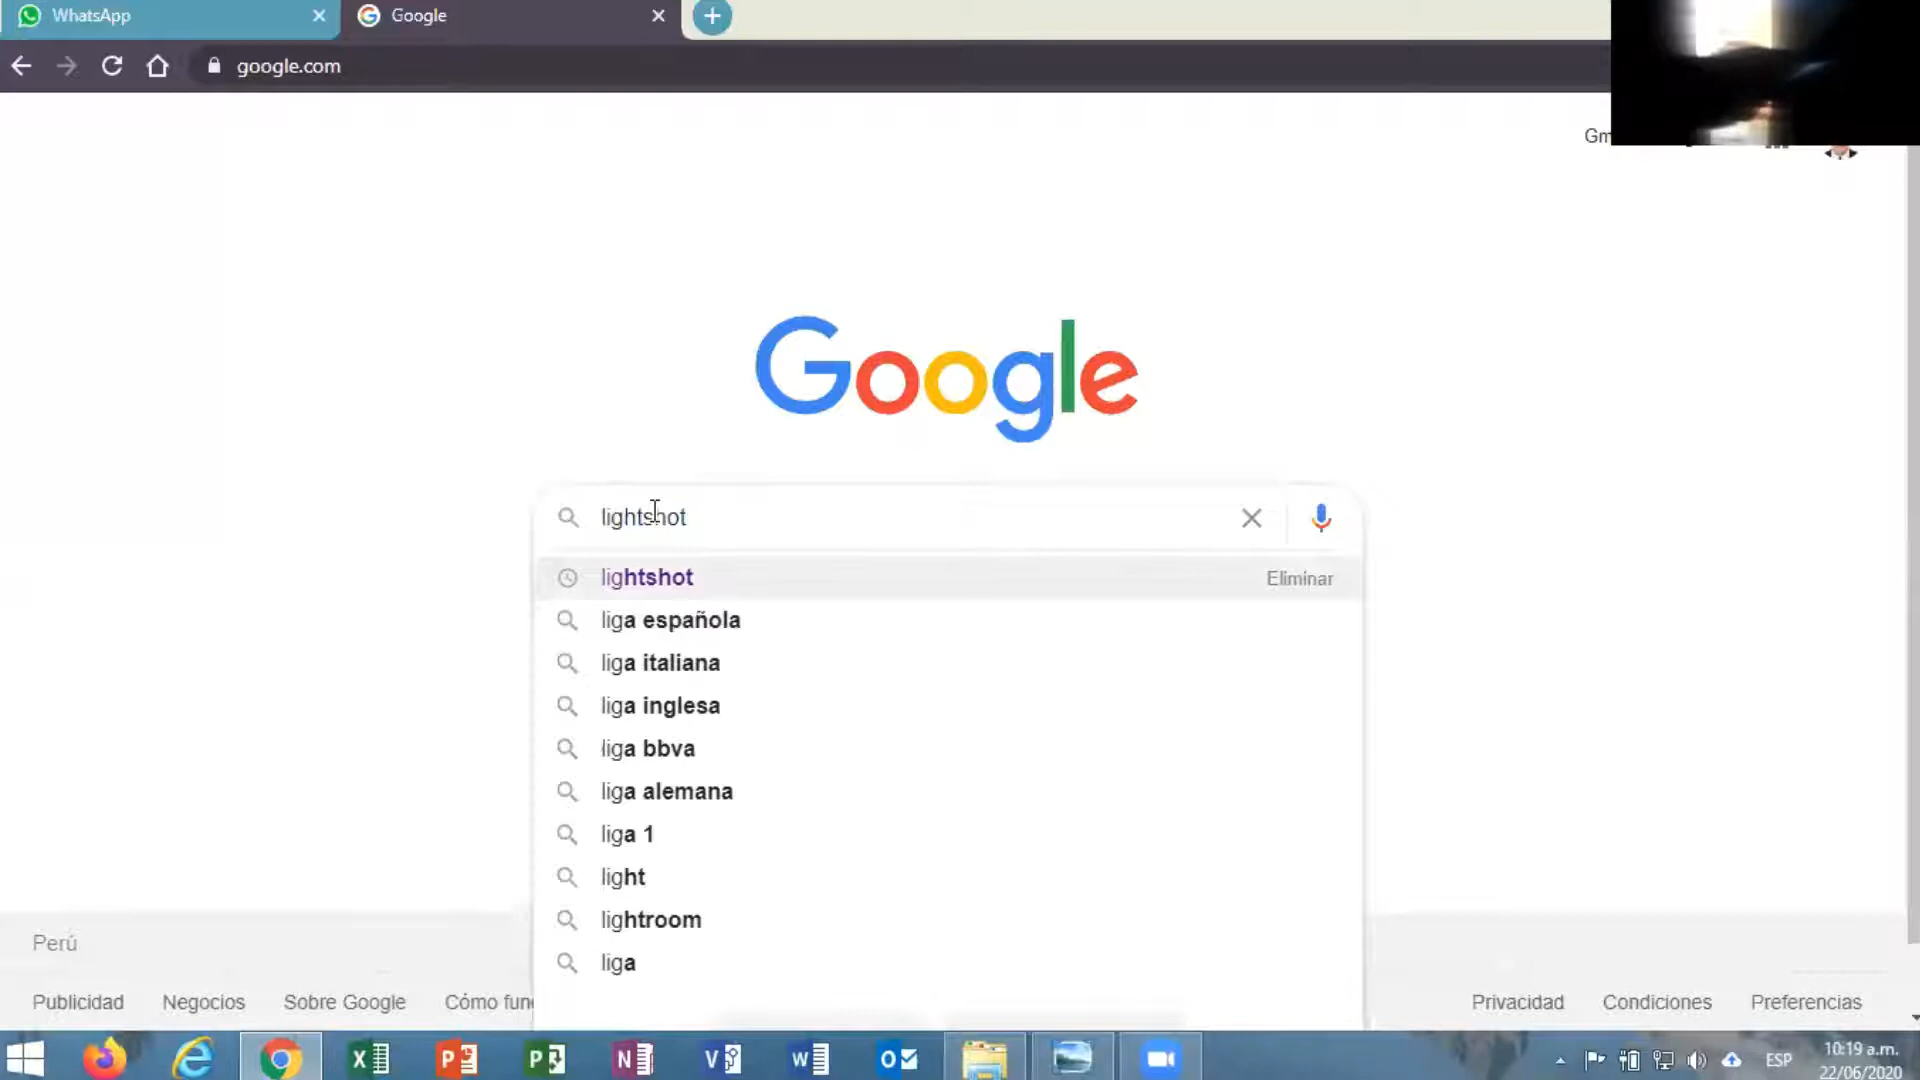 WhatsApp
Google
google.com
Gm
Google
lightshot
lightshot
Eliminar
liga española
liga italiana
liga inglesa
liga bbva
liga alemana
liga 1
light
lightroom
liga
Perú
Publicidad
Negocios
Sobre Google
Cómo fun
Privacidad
Condiciones
Preferencias
ESP
10:19 a.m.
22/06/2020